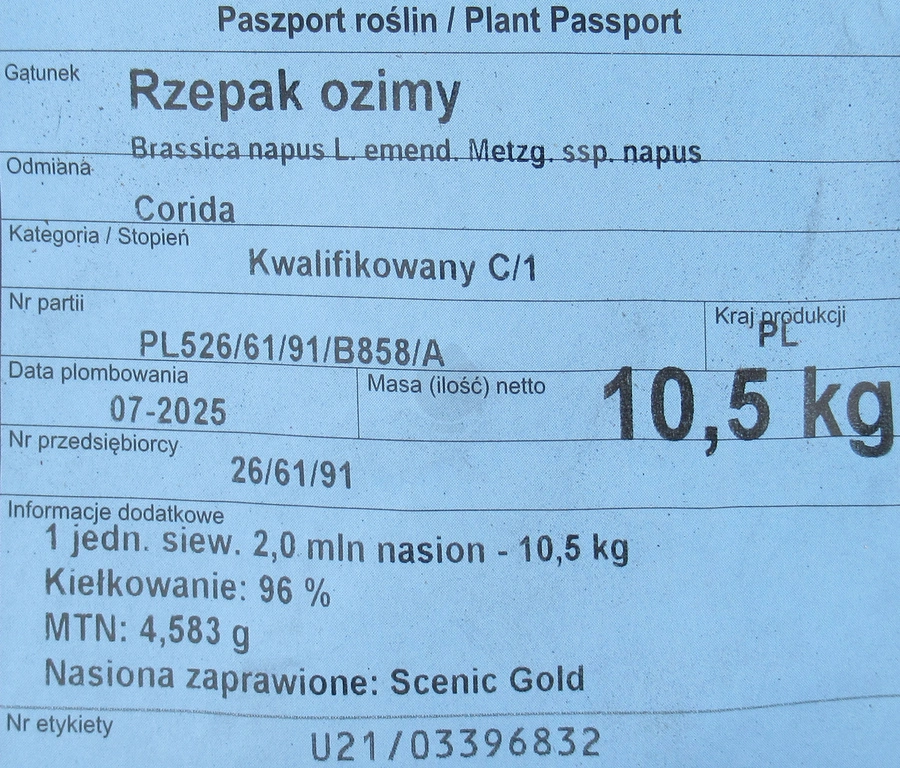 Paszport roślin / Plant Passport
Gątunek
Rzepak ozimy
Brassica napus L. emend. Metzg. ssp. napus
Odmiana
Corida
Kategoria / Stopień
Kwalifikowany C/1
Nr partii
Kraj produkcji
PL
PL526/61/91/B858/A
Data plombowania
07-2025
Masa (ilość) netto
10,5 kg
Nr przedsiębiorcy
26/61/91
Informacje dodatkowe
1 jedn. siew. 2,0 mln nasion - 10,5 kg
Kiełkowanie: 96 %
MTN: 4,583 g
Nasiona zaprawione: Scenic Gold
Nr etykiety
U21/03396832